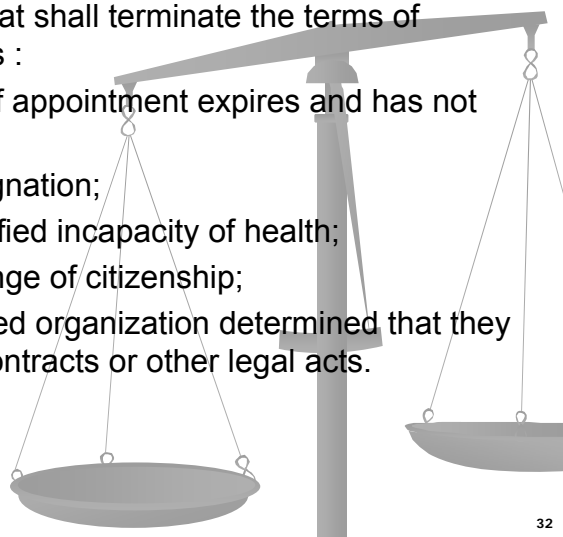 at shall terminate the terms of
s :
f appointment expires and has not
gnation;
fied incapacity of health;
nge of citizenship;
ed organization determined that they
ontracts or other legal acts.
32